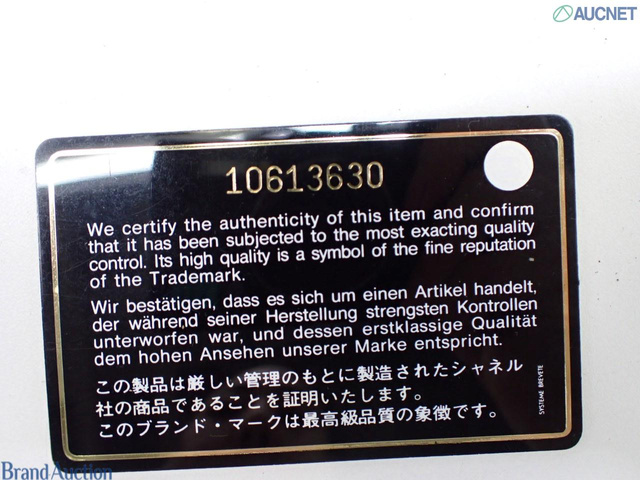 AUCNET
10613630
We certify the authenticity of this item and confirm
that it has been subjected to the most exacting quality
control. Its high quality is a symbol of the fine reputation
of the Trademark.
Wir bestätigen, dass es sich um einen Artikel handelt,
der während seiner Herstellung strengsten Kontrollen
unterworfen war, und dessen erstklassige Qualität
dem hohen Ansehen unserer Marke entspricht.
この製品は厳しい管理のもとに製造されたシャネル
社の商品であることを証明いたします。
このブランド・マークは最高級品質の象徴です。
SYSTEME BREVETE
Brand Auction